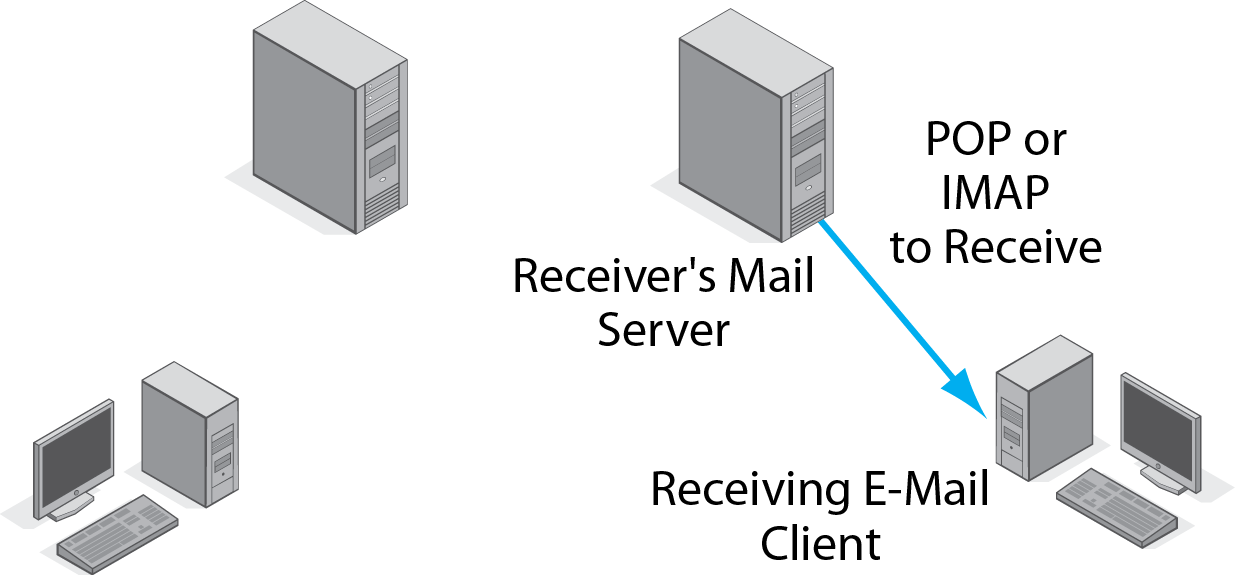 POP or
IMAP
to Receive
Receiver's Mail
Server
Receiving E-Mail
Client